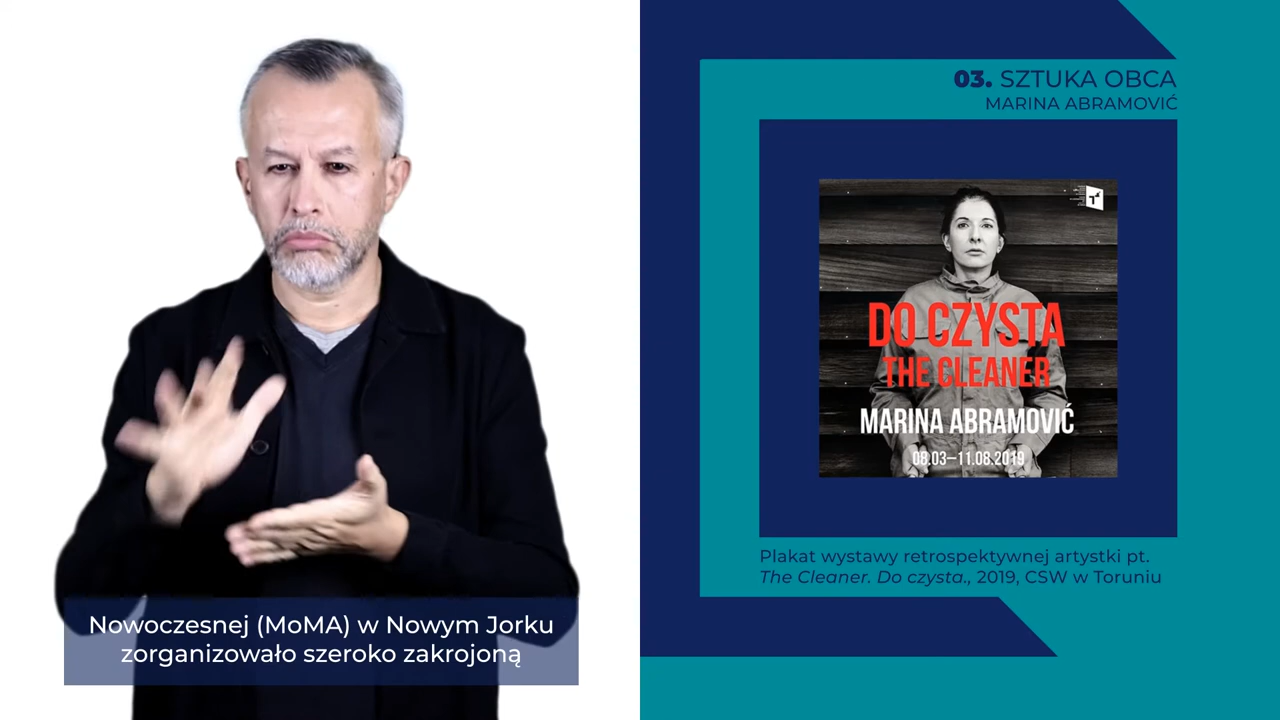 03. SZTUKA OBCA
MARINA ABRAMOVIĆ
DO CZYSTA
THE CLEANER
MARINA ABRAMOVIĆ
08.03–11.08.2019
Plakat wystawy retrospektywnej artystki pt.
The Cleaner. Do czysta., 2019, CSW w Toruniu
Nowoczesnej (MoMA) w Nowym Jorku
zorganizowało szeroko zakrojoną